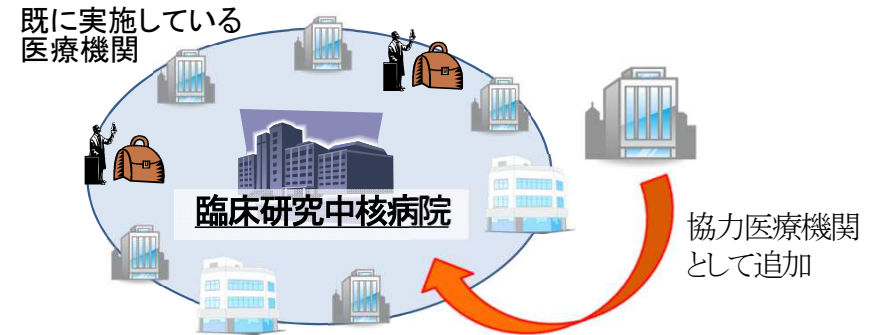 既に実施している
医療機関
臨床研究中核病院
協力医療機関
として追加